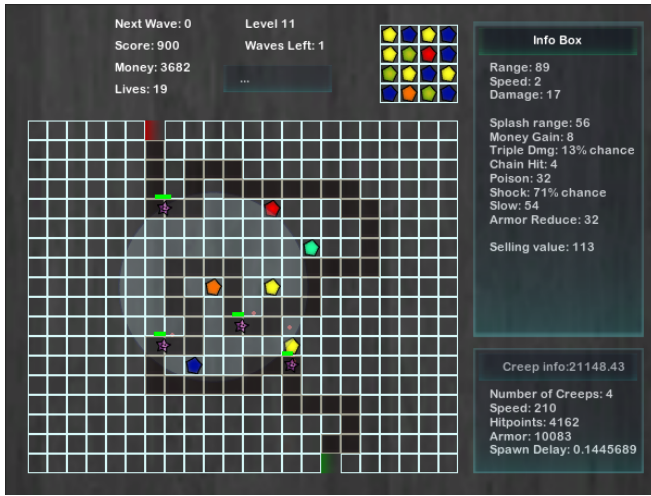 Next Wave: 0
Level 11
Score: 900
Waves Left: 1
Money: 3682
...
Lives: 19
Info Box
Range: 89
Speed: 2
Damage: 17
Splash range: 56
Money Gain: 8
Triple Dmg: 13% chance
Chain Hit: 4
Poison: 32
Shock: 71% chance
Slow: 54
Armor Reduce: 32
Selling value: 113
Creep info:21148.43
Number of Creeps: 4
Speed: 210
Hitpoints: 4162
Armor: 10083
Spawn Delay: 0.1445689